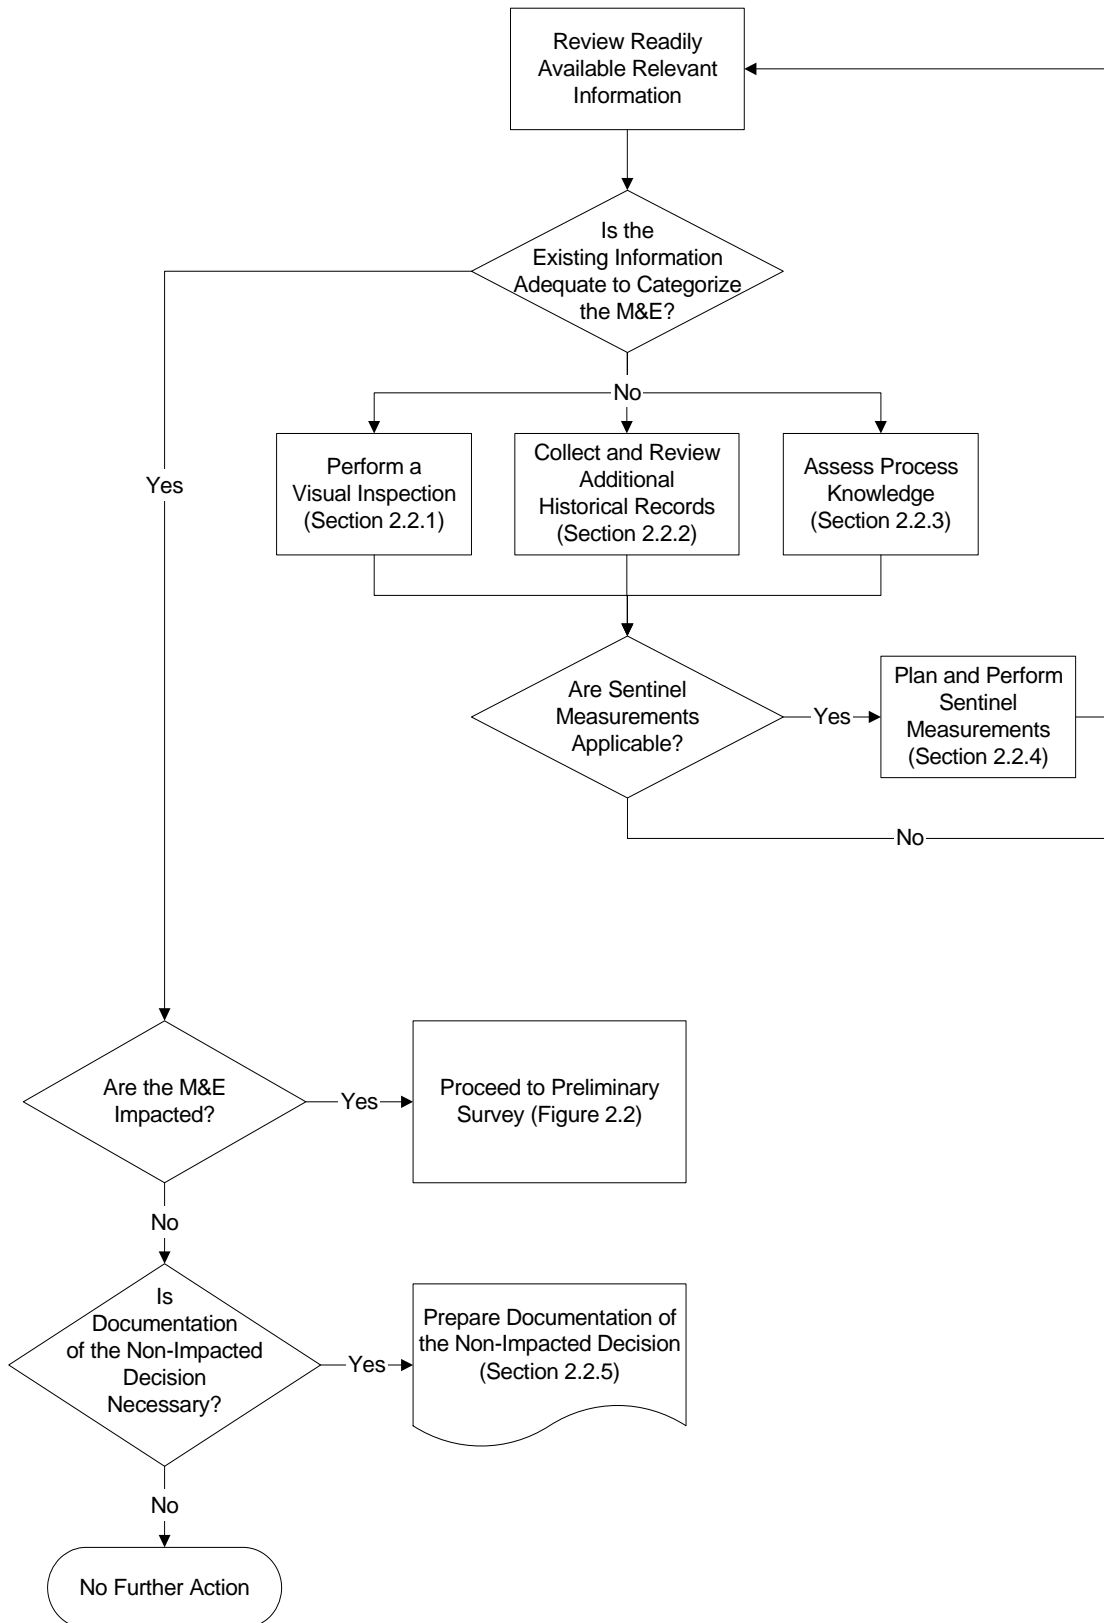 Review Readily
Available Relevant
Information
Is the
Existing Information
Adequate to Categorize
the M&E?
No
Perform a
Visual Inspection
(Section 2.2.1)
Collect and Review
Additional
Historical Records
(Section 2.2.2)
Assess Process
Knowledge
(Section 2.2.3)
Yes
Are Sentinel
Measurements
Applicable?
Yes
Plan and Perform
Sentinel
Measurements
(Section 2.2.4)
No
Are the M&E
Impacted?
Yes
Proceed to Preliminary
Survey (Figure 2.2)
No
Is
Documentation
of the Non-Impacted
Decision
Necessary?
Yes
Prepare Documentation of
the Non-Impacted Decision
(Section 2.2.5)
No
No Further Action